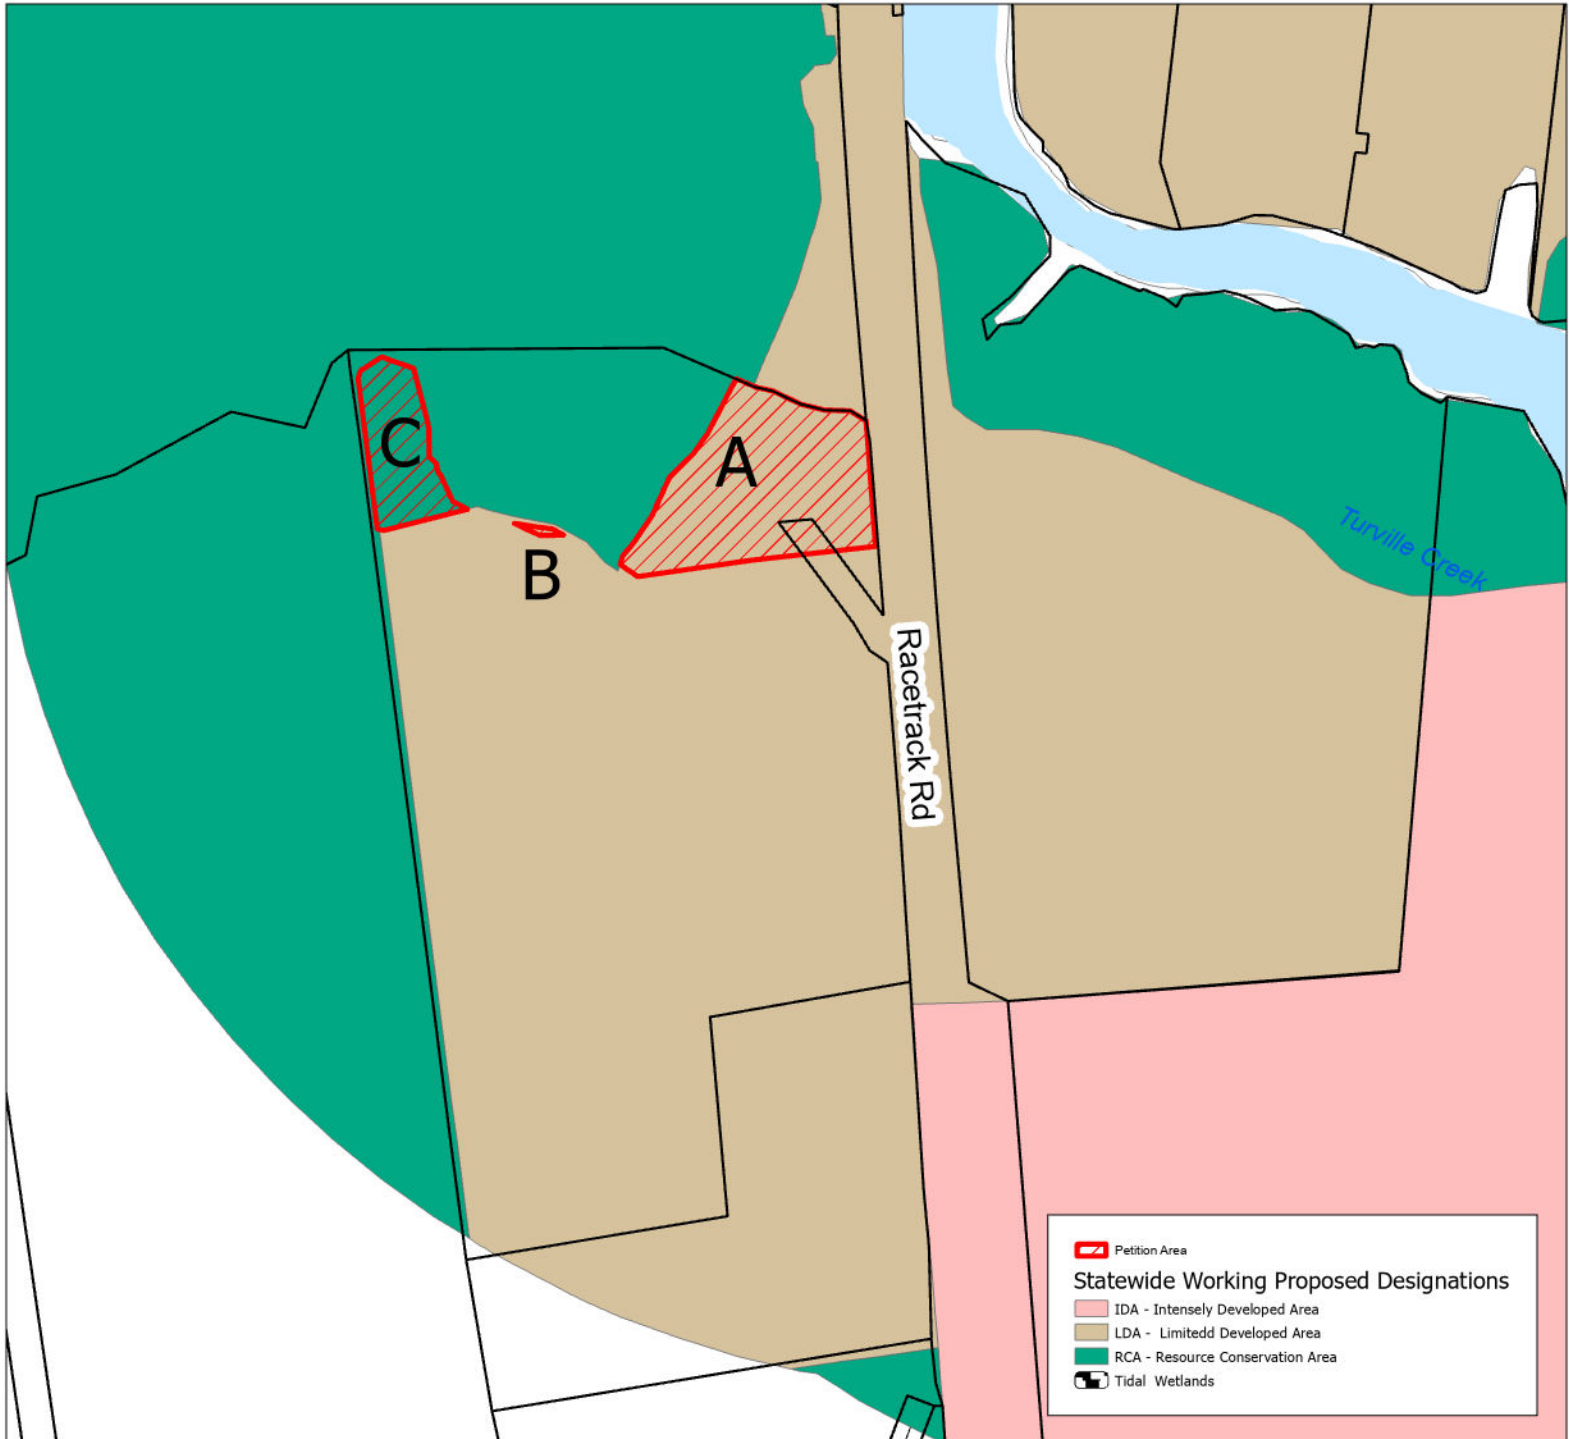 C
A
B
Turville Creek
Racetrack Rd
Petition Area
Statewide Working Proposed Designations
IDA - Intensely Developed Area
LDA - Limitedd Developed Area
RCA - Resource Conservation Area
Tidal Wetlands